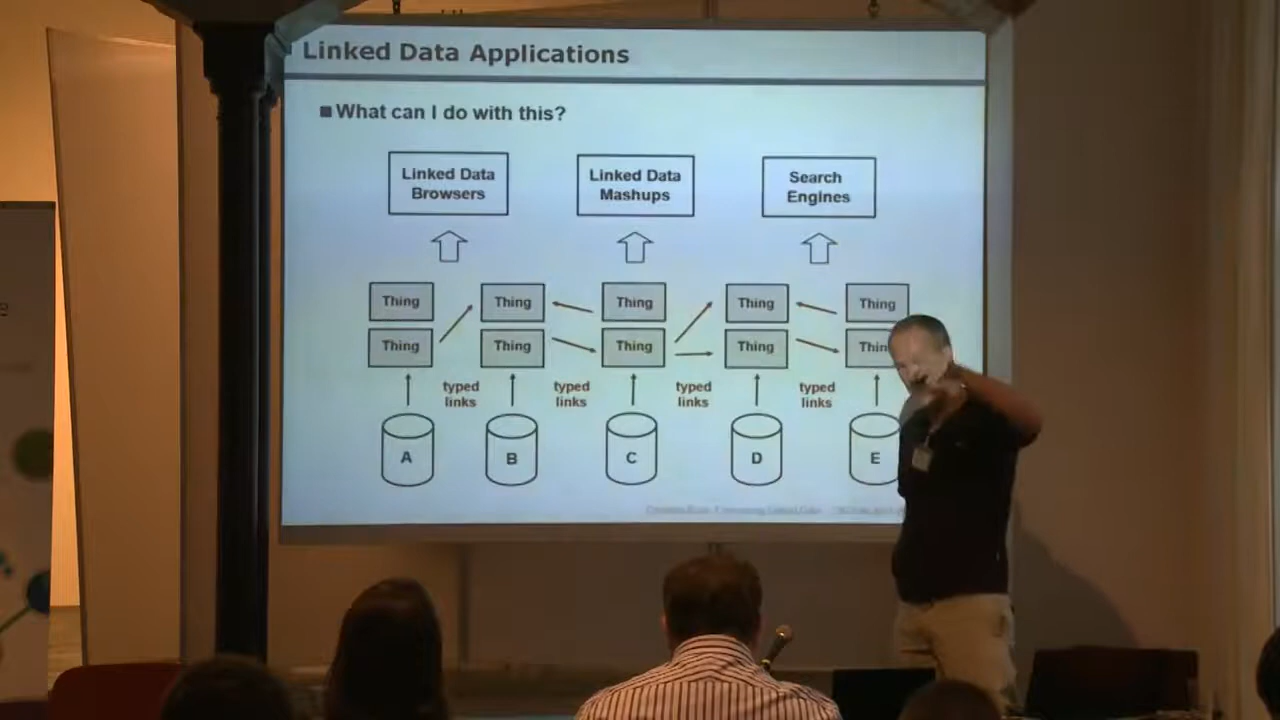 Linked Data Applications
What can I do with this?
Linked Data
Browsers
Linked Data
Mashups
Search
Engines
Thing
Thing
Thing
Thing
Thing
Thing
Thing
Thing
Thing
Thin
typed
links
typed
links
typed
links
typed
links
A
B
C
D
E
e